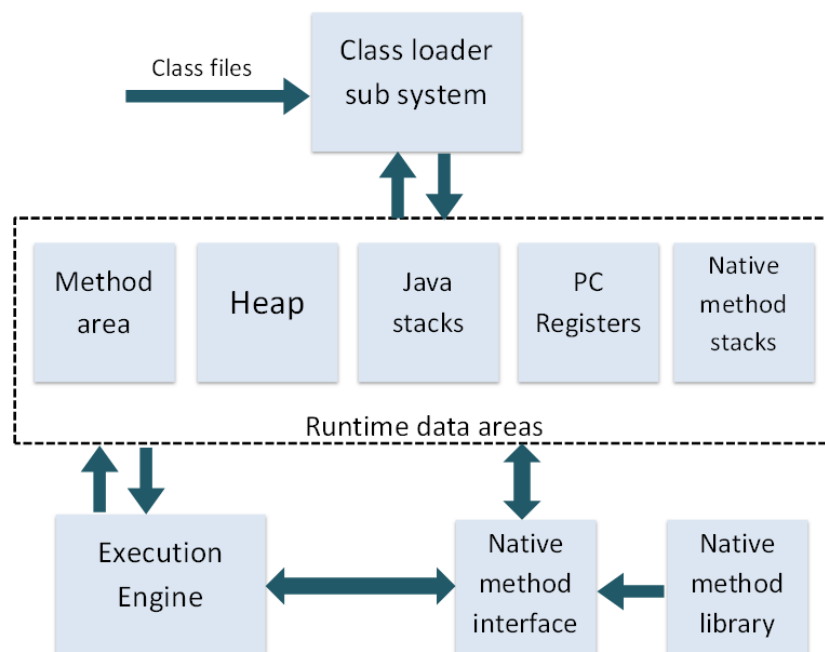 Class files
Class loader
sub system
Method
area
Heap
Java
stacks
PC
Registers
Native
method
stacks
Runtime data areas
Execution
Engine
Native
method
interface
Native
method
library